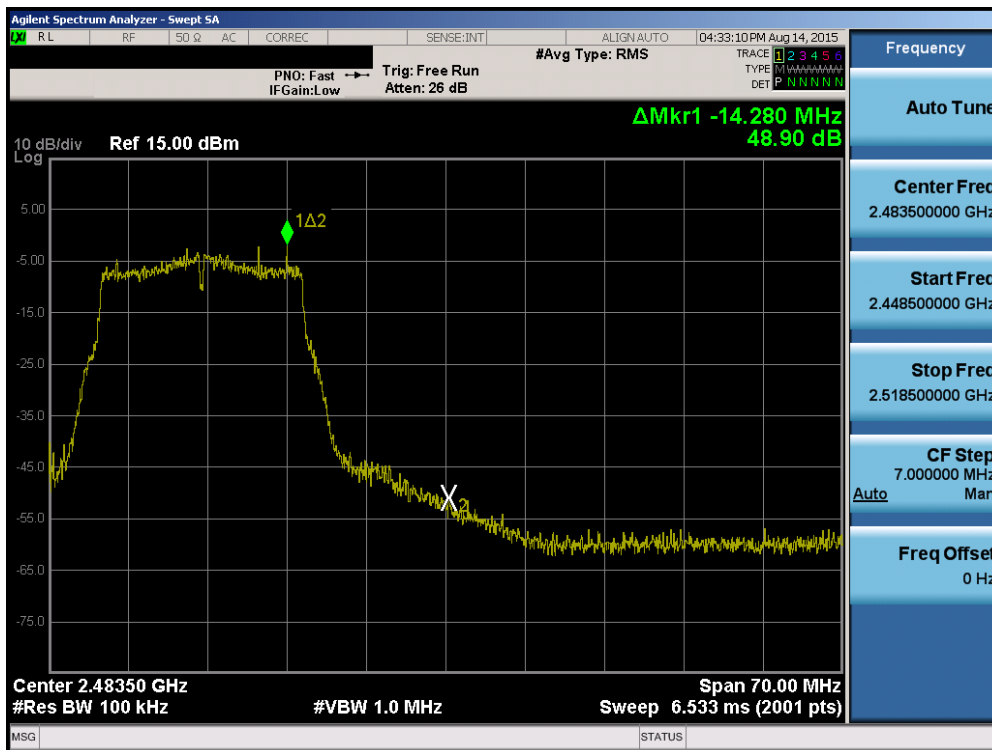 Agilent Spectrum Analyzer - Swept SA
LXI RL RF 50 Ω AC CORREC SENSE:INT ALIGN AUTO 04:33:10 PM Aug 14, 2015
#Avg Type: RMS
TRACE 1 2 3 4 5 6
TYPE M WWWWW
DET P N N N N N
PNO: Fast
IFGain:Low
Trig: Free Run
Atten: 26 dB
ΔMkr1 -14.280 MHz
48.90 dB
10 dB/div Ref 15.00 dBm
Log
1Δ2
5.00
-5.00
-15.0
-25.0
-35.0
-45.0
-55.0
-65.0
-75.0
X2
Center 2.48350 GHz Span 70.00 MHz
#Res BW 100 kHz #VBW 1.0 MHz Sweep 6.533 ms (2001 pts)
MSG STATUS
Frequency
Auto Tune
Center Freq
2.483500000 GHz
Start Freq
2.448500000 GHz
Stop Freq
2.518500000 GHz
CF Step
7.000000 MHz
Auto Man
Freq Offset
0 Hz